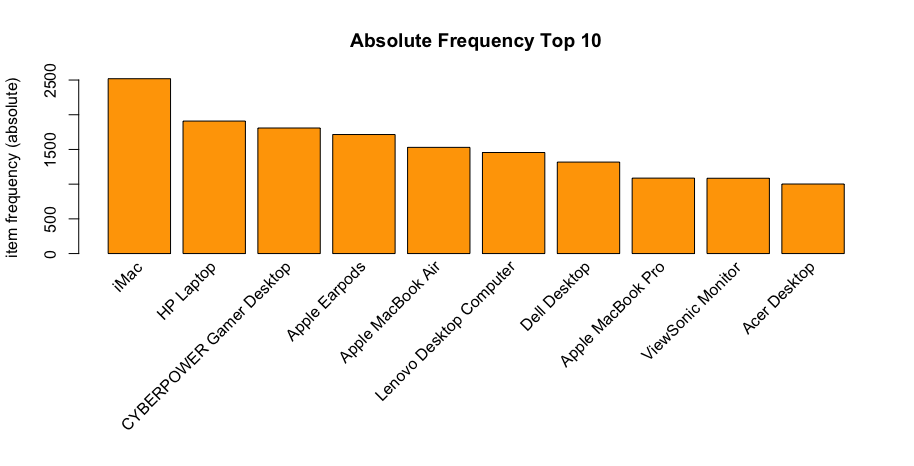 Absolute Frequency Top 10
item frequency (absolute)
2500
1500
500
0
iMac
HP Laptop
CYBERPOWER Gamer Desktop
Apple Earpods
Apple MacBook Air
Lenovo Desktop Computer
Dell Desktop
Apple MacBook Pro
ViewSonic Monitor
Acer Desktop